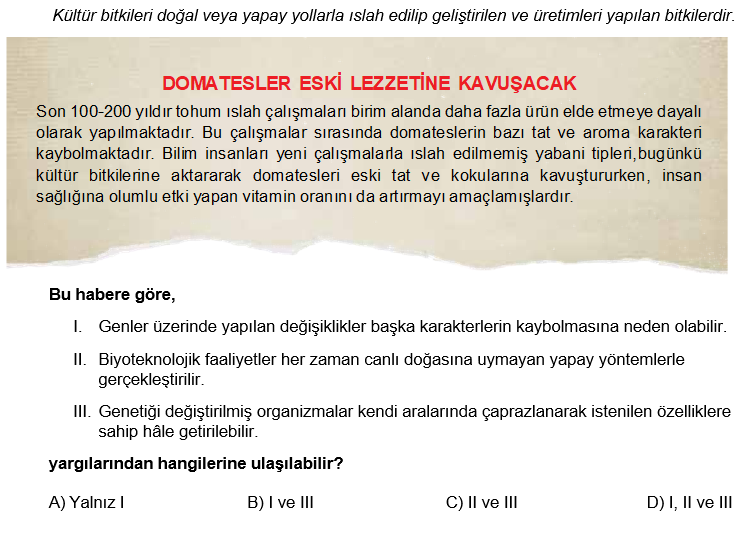 Kültür bitkileri doğal veya yapay yollarla ıslah edilip geliştirilen ve üretimleri yapılan bitkilerdir.
DOMATESLER ESKİ LEZZETİNE KAVUŞACAK
Son 100-200 yıldır tohum ıslah çalışmaları birim alanda daha fazla ürün elde etmeye dayalı
olarak yapılmaktadır. Bu çalışmalar sırasında domateslerin bazı tat ve aroma karakteri
kaybolmaktadır. Bilim insanları yeni çalışmalarla ıslah edilmemiş yabani tipleri,bugünkü
kültür bitkilerine aktararak domatesleri eski tat ve kokularına kavuştururken, insan
sağlığına olumlu etki yapan vitamin oranını da artırmayı amaçlamışlardır.
Bu habere göre,
I. Genler üzerinde yapılan değişiklikler başka karakterlerin kaybolmasına neden olabilir.
II. Biyoteknolojik faaliyetler her zaman canlı doğasına uymayan yapay yöntemlerle
gerçekleştirilir.
III. Genetiği değiştirilmiş organizmalar kendi aralarında çaprazlanarak istenilen özelliklere
sahip hâle getirilebilir.
yargılarından hangilerine ulaşılabilir?
A) Yalnız I B) I ve III C) II ve III D) I, II ve III